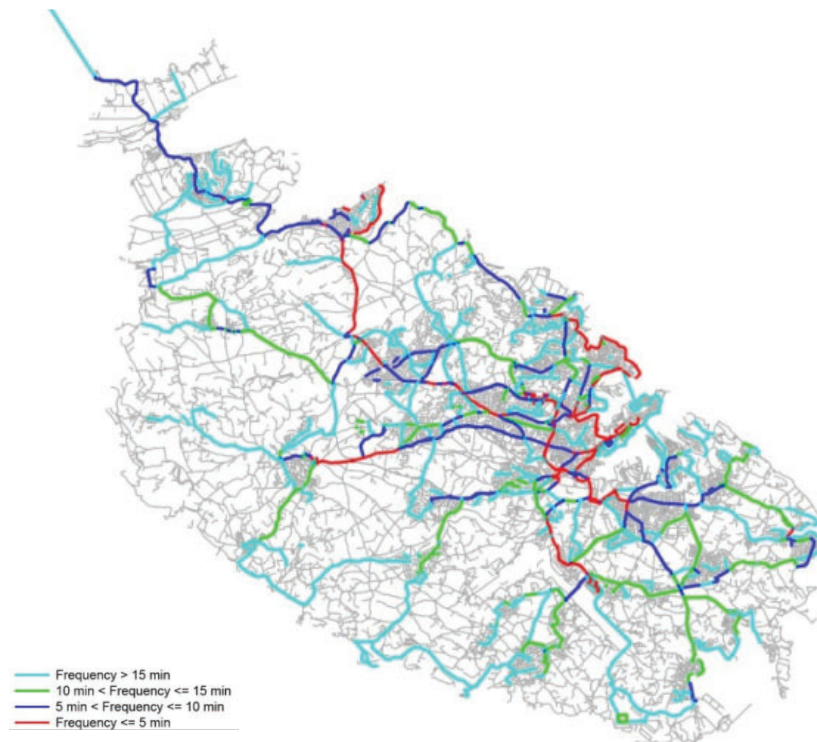 Frequency > 15 min
10 min < Frequency <= 15 min
5 min < Frequency <= 10 min
Frequency <= 5 min